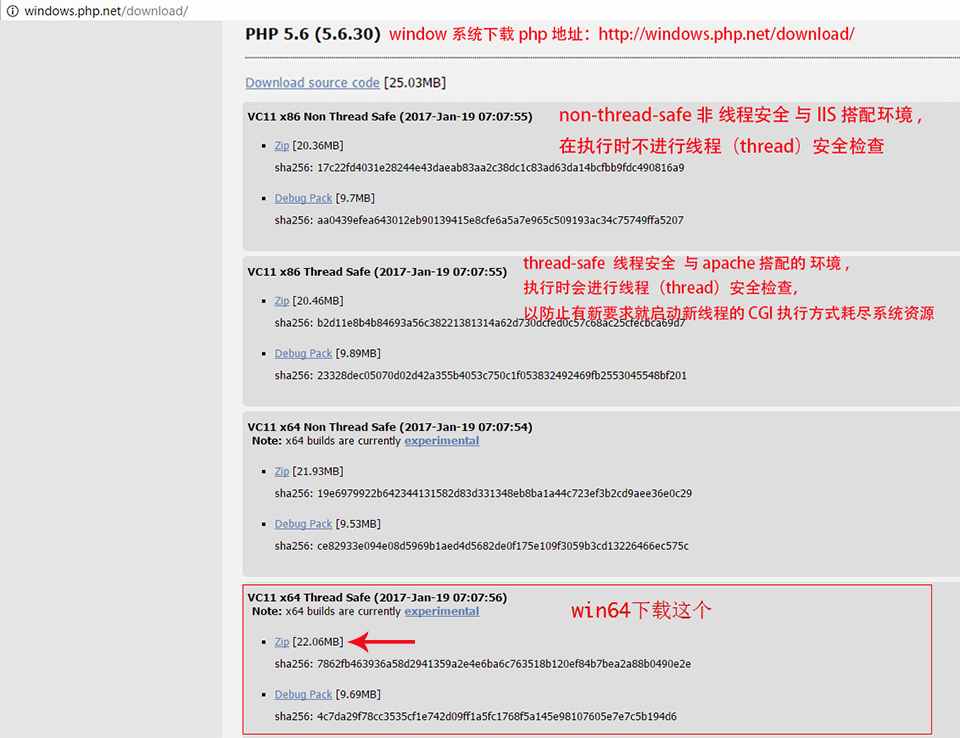 windows.php.net/download/
PHP 5.6 (5.6.30) window 系统下载 php 地址：http://windows.php.net/download/
Download source code [25.03MB]
VC11 x86 Non Thread Safe (2017-Jan-19 07:07:55)
non-thread-safe 非 线程安全 与 IIS 搭配环境，
在执行时不进行线程（thread）安全检查
Zip [20.36MB]
sha256: 17c22fd4031e28244e43daeab83aa2c38dc1c83ad63da14bcfbb9fdc490816a9
Debug Pack [9.7MB]
sha256: aa0439efea643012eb90139415e8cfe6a5a7e965c509193ac34c75749ffa5207
VC11 x86 Thread Safe (2017-Jan-19 07:07:55)
thread-safe 线程安全 与 apache 搭配的 环境，
执行时会进行线程（thread）安全检查，
以防止有新要求就启动新线程的 CGI 执行方式耗尽系统资源
Zip [20.46MB]
sha256: b2d11e8b4b84693a56c38221381314a62d730dcfed0c57c68ac25cfecbca69d7
Debug Pack [9.89MB]
sha256: 23328dec05070d02d42a355b4053c750c1f053832492469fb2553045548bf201
VC11 x64 Non Thread Safe (2017-Jan-19 07:07:54)
Note: x64 builds are currently experimental
Zip [21.93MB]
sha256: 19e6979922b642344131582d83d331348eb8ba1a44c723ef3b2cd9aee36e0c29
Debug Pack [9.53MB]
sha256: ce82933e094e08d5969b1aed4d5682de0f175e109f3059b3cd13226466ec575c
VC11 x64 Thread Safe (2017-Jan-19 07:07:56)
Note: x64 builds are currently experimental
win64下载这个
Zip [22.06MB]
sha256: 7862fb463936a58d2941359a2e4e6ba6c763518b120ef84b7bea2a88b0490e2e
Debug Pack [9.69MB]
sha256: 4c7da29f78cc3535cf1e742d09ff1a5fc1768f5a145e98107605e7e7c5b194d6